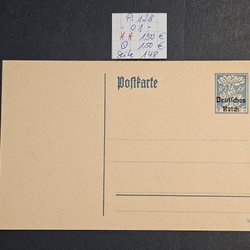 P. 128
- 01 -
** 150 €
O 150 €
Seite 148
Postkarte
Deutsches
Reich